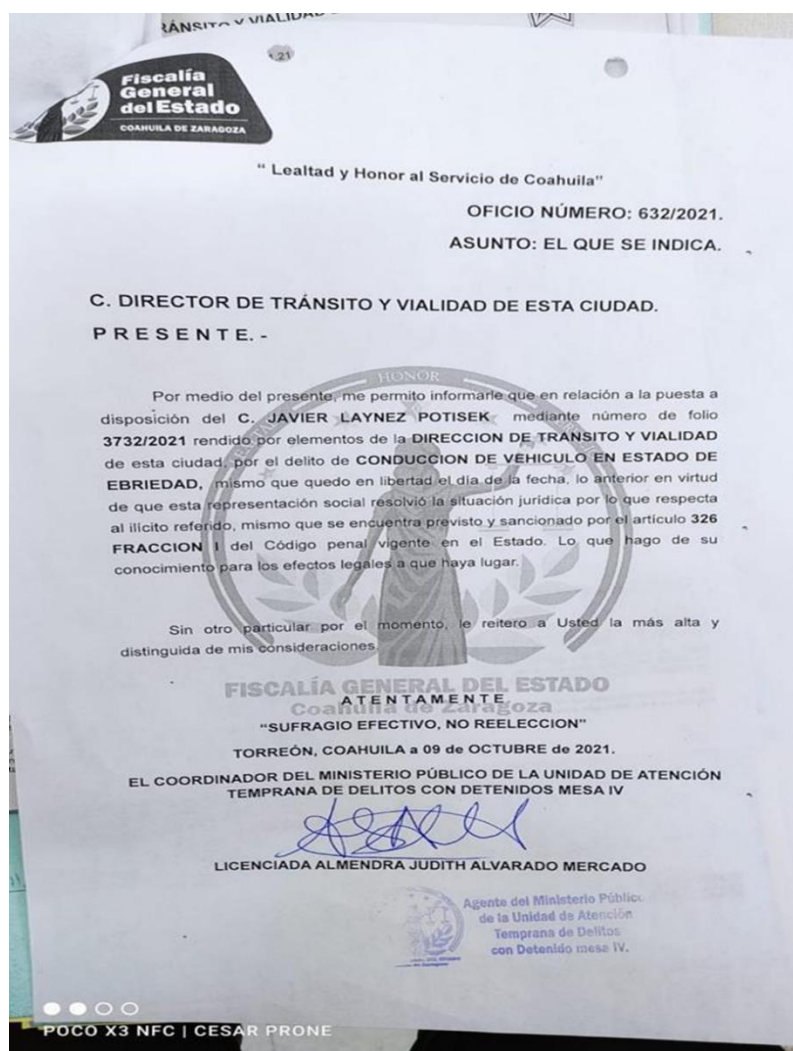 RÁNSITO Y VIALIDAD
21
Fiscalía
General
del Estado
COAHUILA DE ZARAGOZA
“ Lealtad y Honor al Servicio de Coahuila”
OFICIO NÚMERO: 632/2021.
ASUNTO: EL QUE SE INDICA.
C. DIRECTOR DE TRÁNSITO Y VIALIDAD DE ESTA CIUDAD.
P R E S E N T E. -
HONOR
Por medio del presente, me permito informarle que en relación a la puesta a
disposición del C. JAVIER LAYNEZ POTISEK mediante número de folio
3732/2021 rendido por elementos de la DIRECCION DE TRÁNSITO Y VIALIDAD
de esta ciudad, por el delito de CONDUCCION DE VEHICULO EN ESTADO DE
EBRIEDAD, mismo que quedo en libertad el día de la fecha, lo anterior en virtud
de que esta representación social resolvió la situación jurídica por lo que respecta
al ilícito referido, mismo que se encuentra previsto y sancionado por el artículo 326
FRACCION I del Código penal vigente en el Estado. Lo que hago de su
conocimiento para los efectos legales a que haya lugar.
Sin otro particular por el momento, le reitero a Usted la más alta y
distinguida de mis consideraciones.
FISCALÍA GENERAL DEL ESTADO
A T E N T A M E N T E
Coahuila de Zaragoza
“SUFRAGIO EFECTIVO, NO REELECCION”
TORREÓN, COAHUILA a 09 de OCTUBRE de 2021.
EL COORDINADOR DEL MINISTERIO PÚBLICO DE LA UNIDAD DE ATENCIÓN
TEMPRANA DE DELITOS CON DETENIDOS MESA IV
LICENCIADA ALMENDRA JUDITH ALVARADO MERCADO
Agente del Ministerio Público
de la Unidad de Atención
Temprana de Delitos
con Detenido mesa IV.
POCO X3 NFC | CESAR PRONE